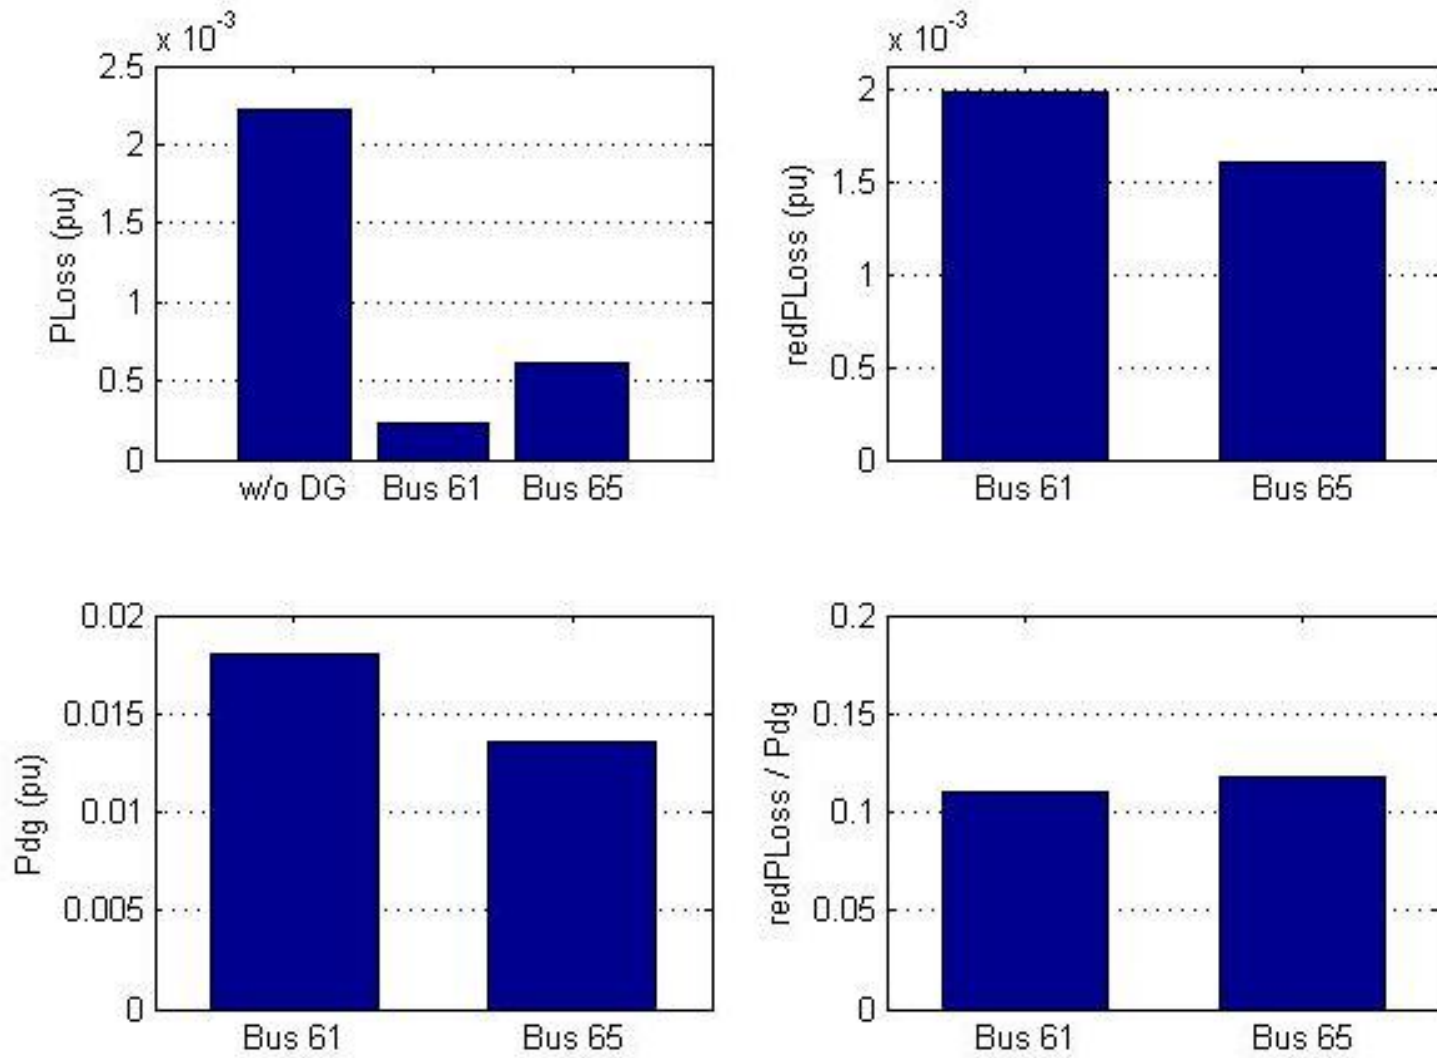 x 10^-3
2.5
2
1.5
1
0.5
0
PLoss (pu)
w/o DG Bus 61 Bus 65
x 10^-3
2
1.5
1
0.5
0
redPLoss (pu)
Bus 61 Bus 65
0.02
0.015
0.01
0.005
0
Pdg (pu)
Bus 61 Bus 65
0.2
0.15
0.1
0.05
0
redPLoss / Pdg
Bus 61 Bus 65